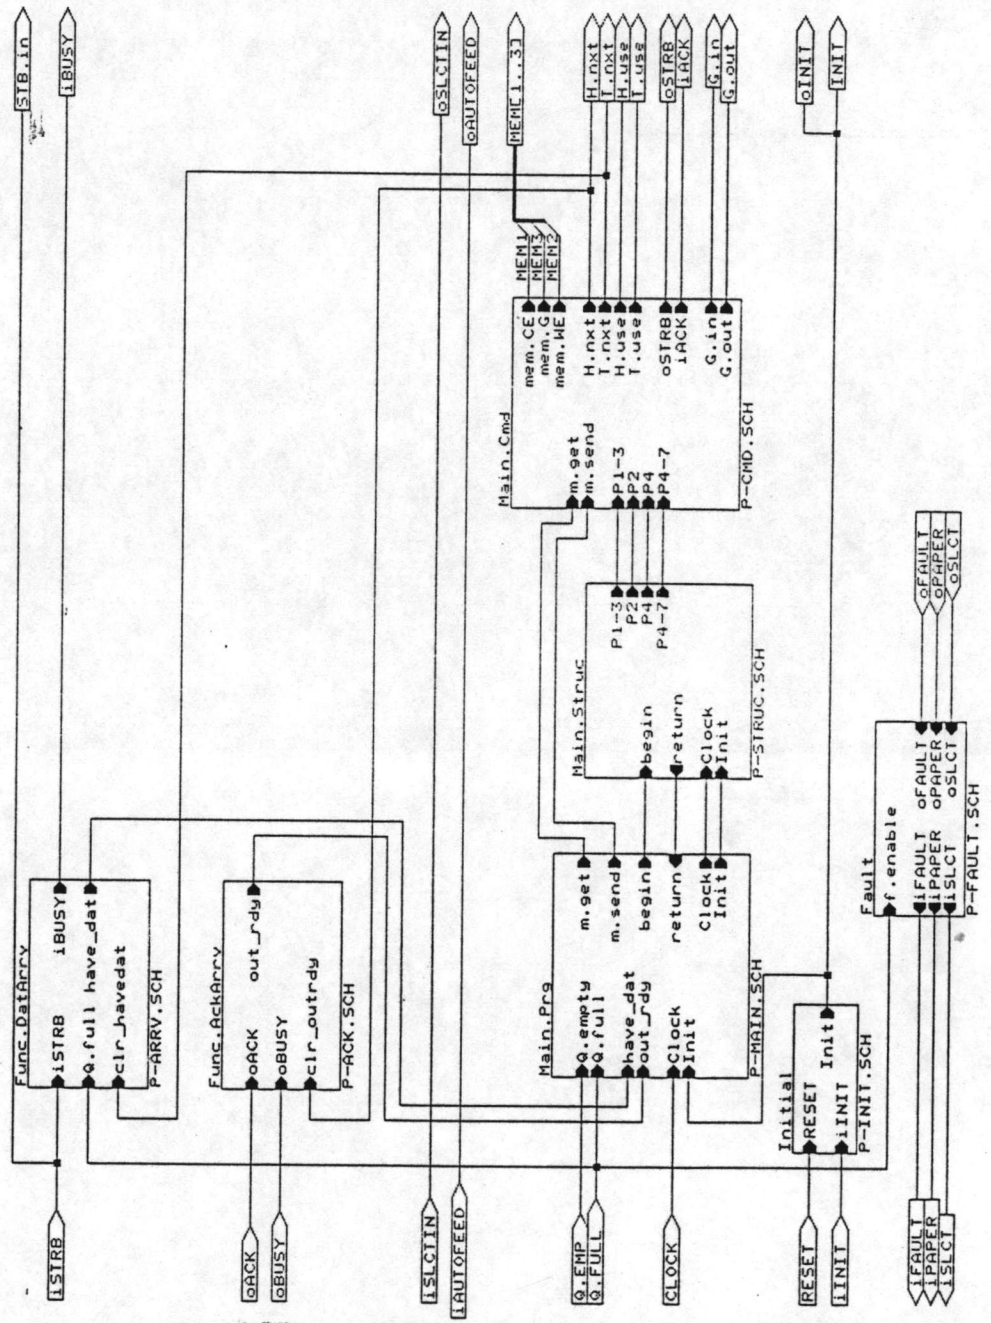 STB.in
iBUSY
oSLCTIN
oAUTOFEED
MEM[1..3]
H.nxt
T.nxt
H.use
T.use
oSTRB
iACK
G.in
G.out
oINIT
INIT
MEM1
MEM3
MEM2
Func.DatArry
iSTRB iBUSY
Q.full have_dat
clr_havedat
P-ARRV.SCH
Func.AckArrv
oACK out_rdy
oBUSY
clr_outrdy
P-ACK.SCH
Main.Prg
Q.empty m.get
Q.full m.send
have_dat begin
out_rdy return
Clock Clock
Init Init
P-MAIN.SCH
Main.Struc
begin P1-3
return P2
Clock P4
Init P4-7
P-STRUC.SCH
Main.Cmd
m.get mem.CE
m.send mem.G
mem.WE
P1-3 H.nxt
P2 T.nxt
P4 H.use
P4-7 T.use
oSTRB
iACK
G.in
G.out
P-CMD.SCH
Initial
RESET Init
iINIT
P-INIT.SCH
Fault
f.enable
iFAULT oFAULT
iPAPER oPAPER
iSLCT oSLCT
P-FAULT.SCH
oFAULT
oPAPER
oSLCT
iSTRB
oACK
oBUSY
iSLCTIN
iAUTOFEED
Q.EMP
Q.FULL
CLOCK
RESET
iINIT
iFAULT
iPAPER
iSLCT